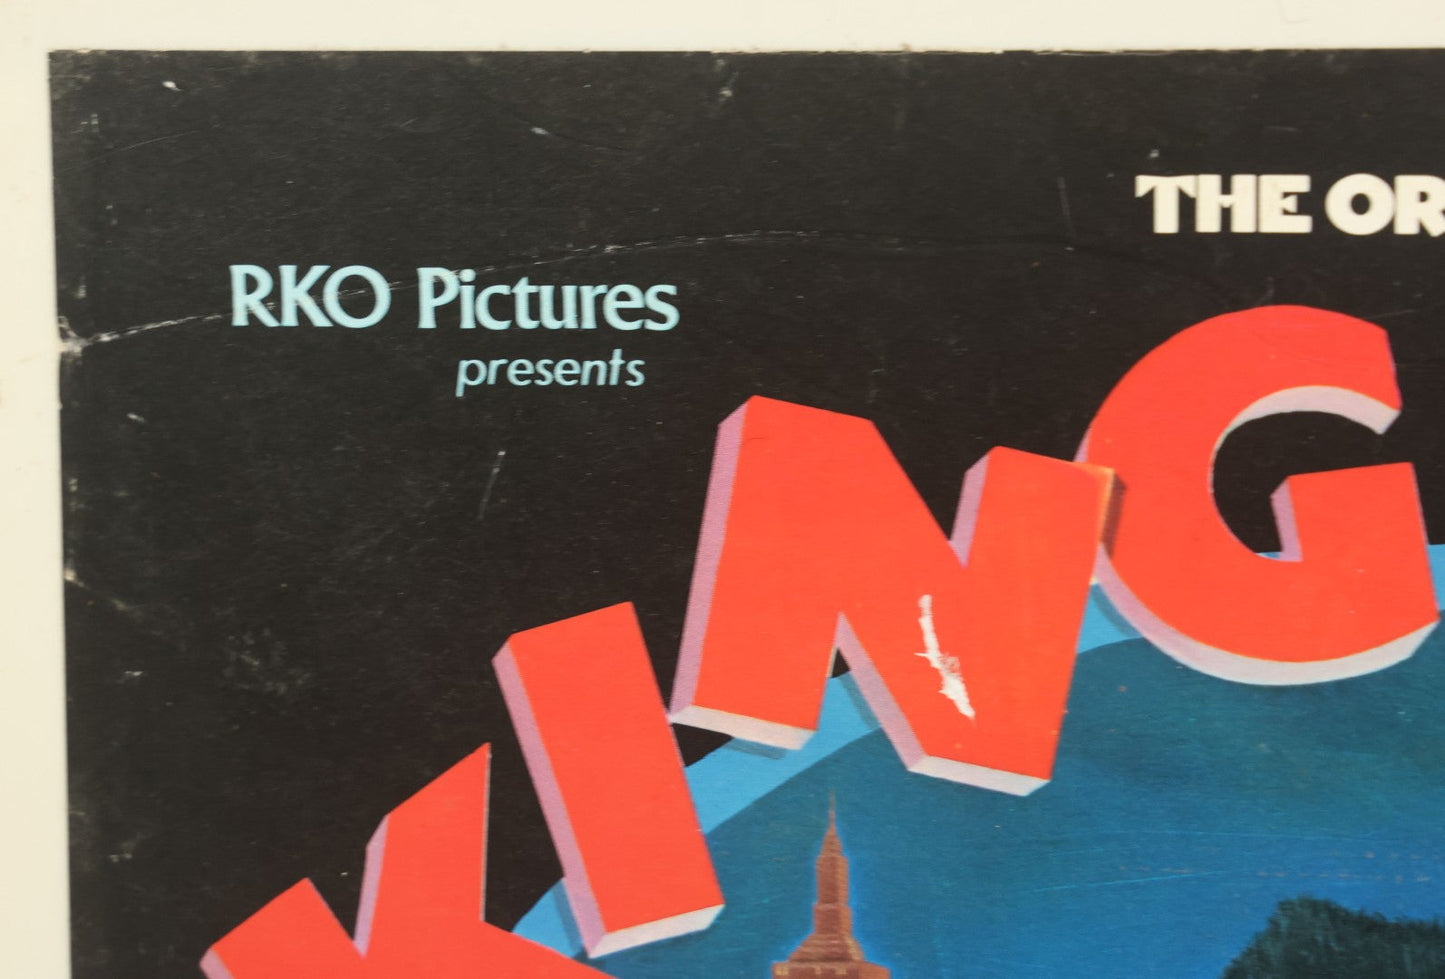 THE OR
RKO Pictures
presents
KING